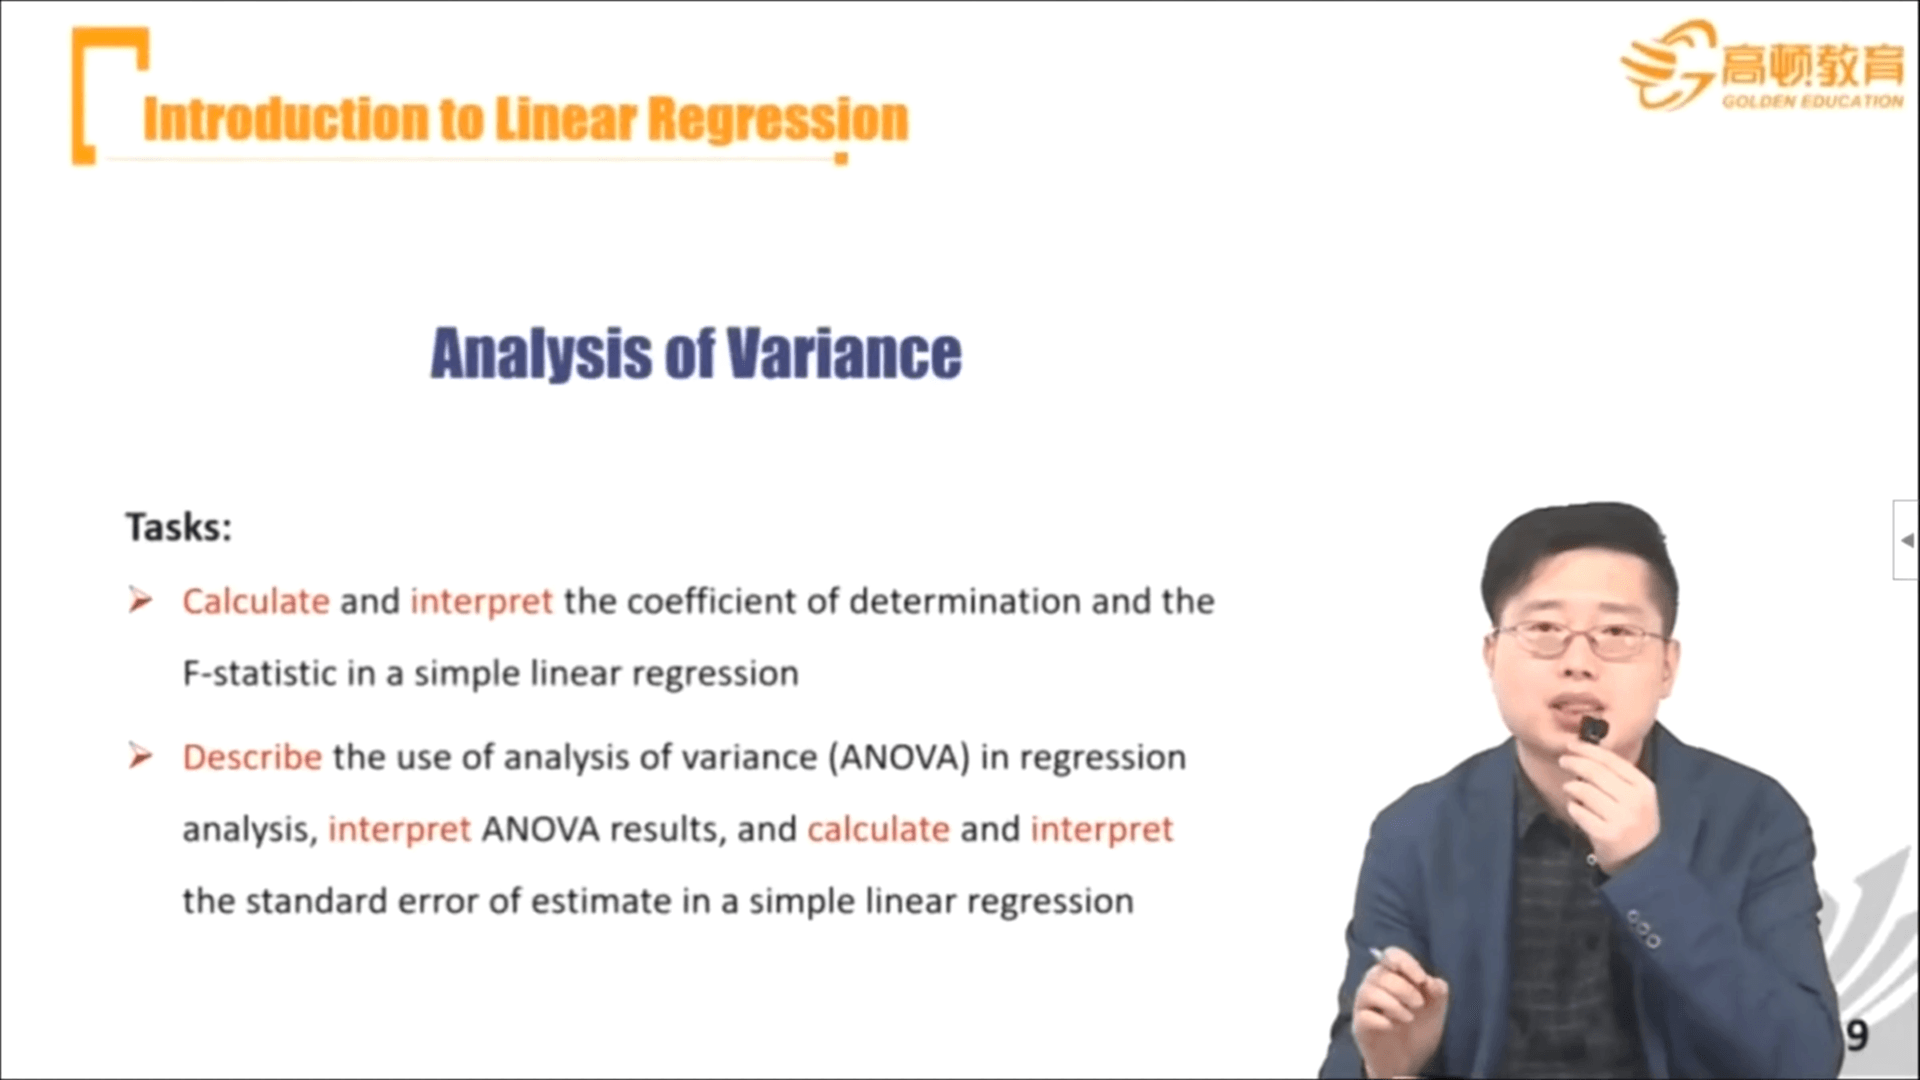 高顿教育
GOLDEN EDUCATION
Introduction to Linear Regression
Analysis of Variance
Tasks:
Calculate and interpret the coefficient of determination and the
F-statistic in a simple linear regression
Describe the use of analysis of variance (ANOVA) in regression
analysis, interpret ANOVA results, and calculate and interpret
the standard error of estimate in a simple linear regression
9